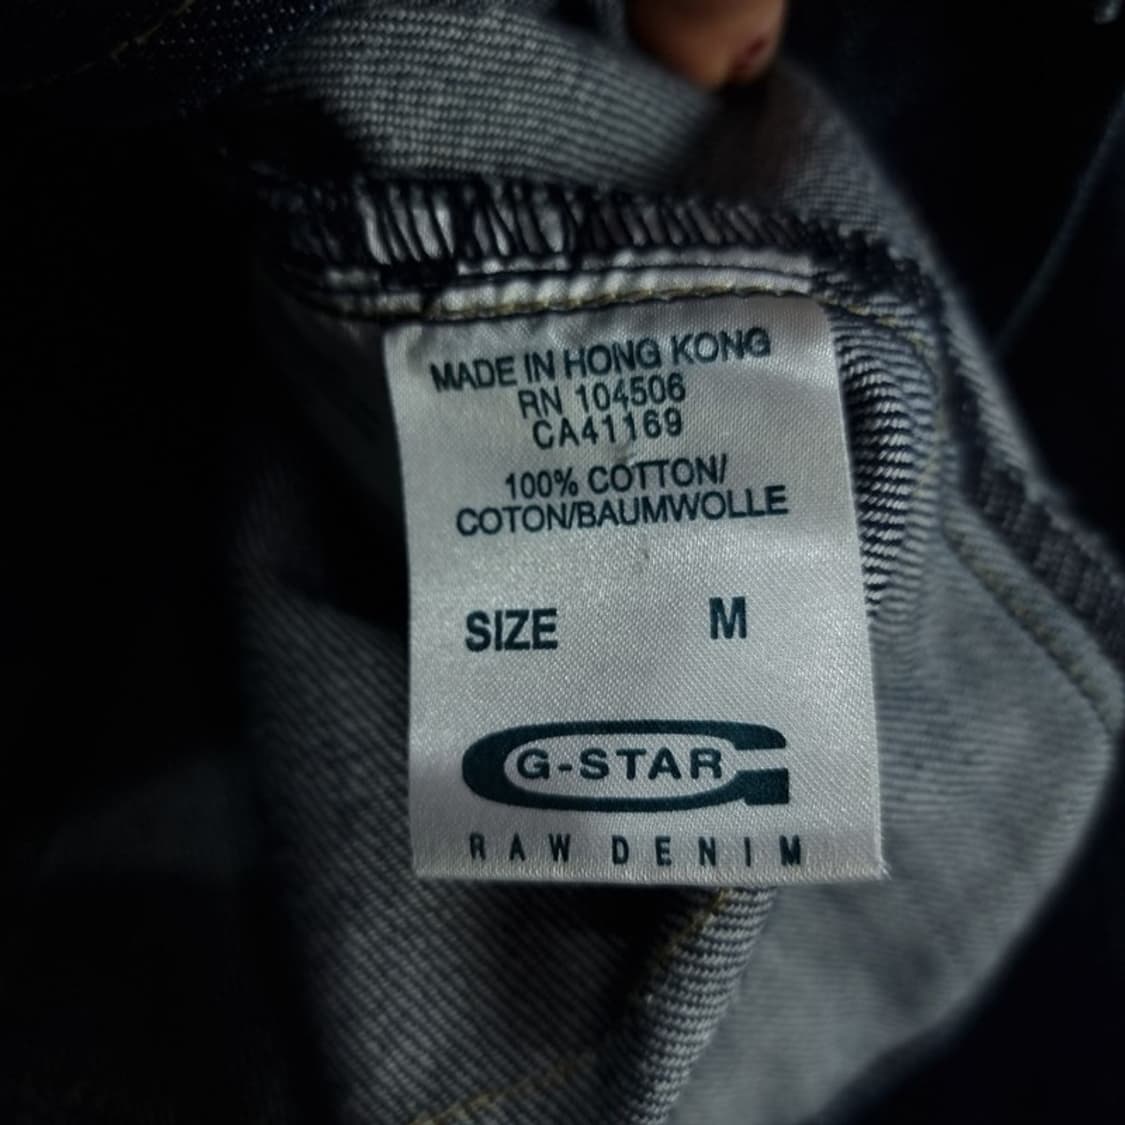 MADE IN HONG KONG
RN 104506
CA41169
100% COTTON/
COTON/BAUMWOLLE
SIZE M
G-STAR
RAW DENIM